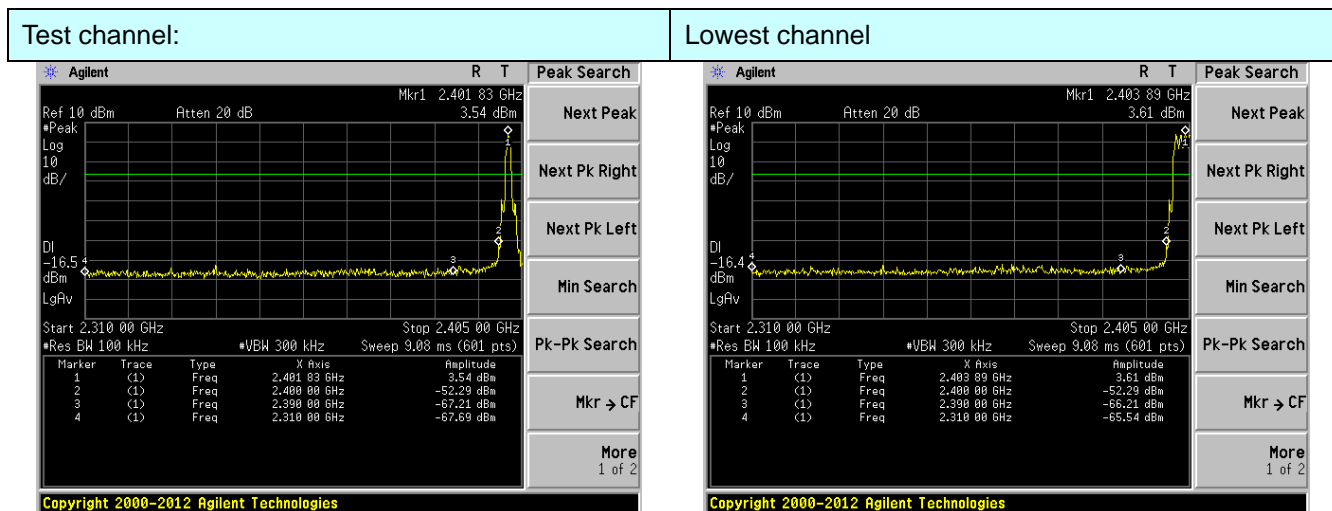 Test channel:
Lowest channel
Agilent R T Peak Search
Mkr1 2.401 83 GHz
Ref 10 dBm Atten 20 dB 3.54 dBm
#Peak
Log
10
dB/
1
2
DI
-16.5
dBm
4
3
LgAv
Start 2.310 00 GHz Stop 2.405 00 GHz
#Res BW 100 kHz #VBW 300 kHz Sweep 9.08 ms (601 pts)
Marker Trace Type X Axis Amplitude
1 (1) Freq 2.401 83 GHz 3.54 dBm
2 (1) Freq 2.400 00 GHz -52.29 dBm
3 (1) Freq 2.390 00 GHz -67.21 dBm
4 (1) Freq 2.310 00 GHz -67.69 dBm
Next Peak
Next Pk Right
Next Pk Left
Min Search
Pk-Pk Search
Mkr → CF
More
1 of 2
Copyright 2000-2012 Agilent Technologies
Agilent R T Peak Search
Mkr1 2.403 89 GHz
Ref 10 dBm Atten 20 dB 3.61 dBm
#Peak
Log
10
dB/
1
2
DI
-16.4
dBm
4
3
LgAv
Start 2.310 00 GHz Stop 2.405 00 GHz
#Res BW 100 kHz #VBW 300 kHz Sweep 9.08 ms (601 pts)
Marker Trace Type X Axis Amplitude
1 (1) Freq 2.403 89 GHz 3.61 dBm
2 (1) Freq 2.400 00 GHz -52.29 dBm
3 (1) Freq 2.390 00 GHz -66.21 dBm
4 (1) Freq 2.310 00 GHz -65.54 dBm
Next Peak
Next Pk Right
Next Pk Left
Min Search
Pk-Pk Search
Mkr → CF
More
1 of 2
Copyright 2000-2012 Agilent Technologies